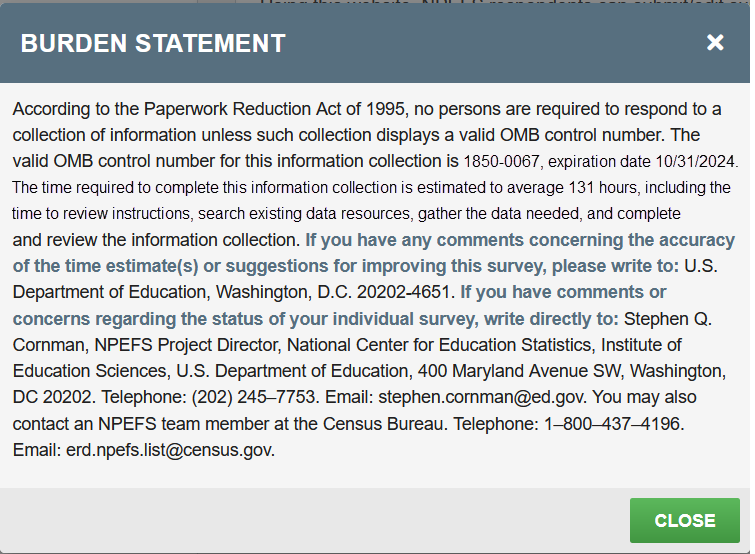 BURDEN STATEMENT
×
According to the Paperwork Reduction Act of 1995, no persons are required to respond to a
collection of information unless such collection displays a valid OMB control number. The
valid OMB control number for this information collection is 1850-0067, expiration date 10/31/2024.
The time required to complete this information collection is estimated to average 131 hours, including the
time to review instructions, search existing data resources, gather the data needed, and complete
and review the information collection. If you have any comments concerning the accuracy
of the time estimate(s) or suggestions for improving this survey, please write to: U.S.
Department of Education, Washington, D.C. 20202-4651. If you have comments or
concerns regarding the status of your individual survey, write directly to: Stephen Q.
Cornman, NPEFS Project Director, National Center for Education Statistics, Institute of
Education Sciences, U.S. Department of Education, 400 Maryland Avenue SW, Washington,
DC 20202. Telephone: (202) 245–7753. Email: stephen.cornman@ed.gov. You may also
contact an NPEFS team member at the Census Bureau. Telephone: 1–800–437–4196.
Email: erd.npefs.list@census.gov.
CLOSE